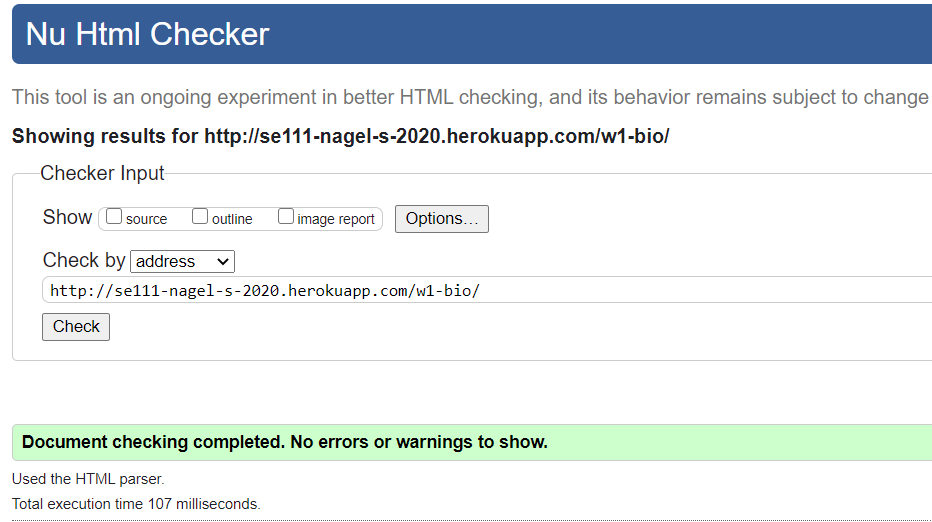 Nu Html Checker
This tool is an ongoing experiment in better HTML checking, and its behavior remains subject to change
Showing results for http://se111-nagel-s-2020.herokuapp.com/w1-bio/
Checker Input
Show source outline image report Options...
Check by address
http://se111-nagel-s-2020.herokuapp.com/w1-bio/
Check
Document checking completed. No errors or warnings to show.
Used the HTML parser.
Total execution time 107 milliseconds.